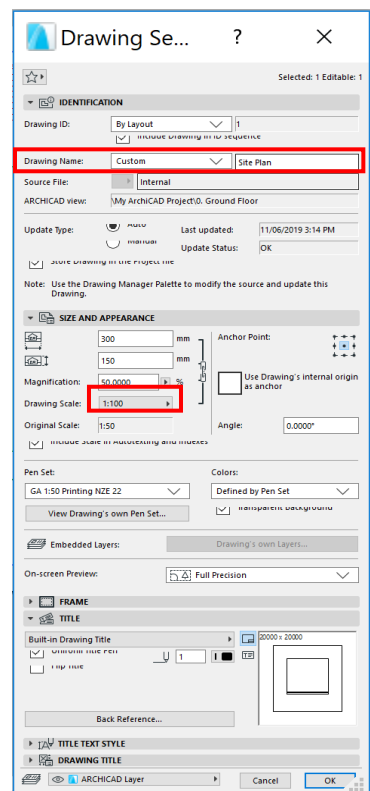 Drawing Se... ? ×
Selected: 1 Editable: 1
IDENTIFICATION
Drawing ID: By Layout 1
Include Drawing in ID sequence
Drawing Name: Custom Site Plan
Source File: Internal
ARCHICAD view: \My ArchiCAD Project\0. Ground Floor
Update Type: Auto Last updated: 11/06/2019 3:14 PM
Manual Update Status: OK
Store Drawing in the Project file
Note: Use the Drawing Manager Palette to modify the source and update this
Drawing.
SIZE AND APPEARANCE
300 mm Anchor Point:
150 mm
Magnification: 50.0000 % Use Drawing's internal origin
as anchor
Drawing Scale: 1:100
Original Scale: 1:50 Angle: 0.0000°
Include Scale in Autotexting and Indexes
Pen Set: Colors:
GA 1:50 Printing NZE 22 Defined by Pen Set
View Drawing's own Pen Set... Transparent Background
Embedded Layers: Drawing's own Layers...
On-screen Preview: Full Precision
FRAME
TITLE
Built-in Drawing Title 20000 x 20000
Uniform Title Pen 1 1
Flip Title
Back Reference...
TITLE TEXT STYLE
DRAWING TITLE
ARCHICAD Layer Cancel OK